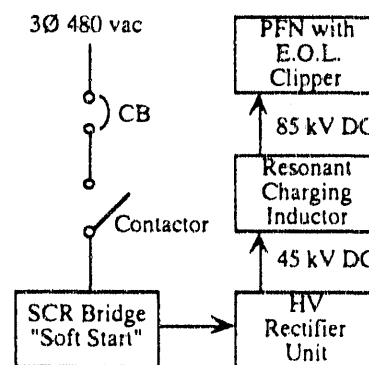 3Ø 480 vac
CB
Contactor
SCR Bridge
"Soft Start"
PFN with
E.O.L.
Clipper
85 kV DC
Resonant
Charging
Inductor
45 kV DC
HV
Rectifier
Unit